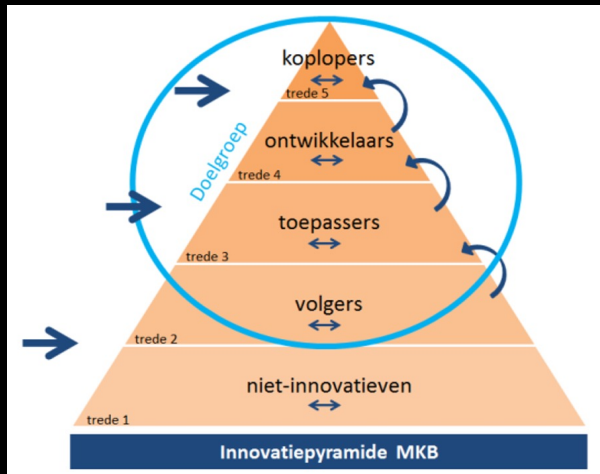 koplopers
trede 5
Doelgroep
ontwikkelaars
trede 4
toepassers
trede 3
volgers
trede 2
niet-innovatieven
trede 1
Innovatiepyramide MKB